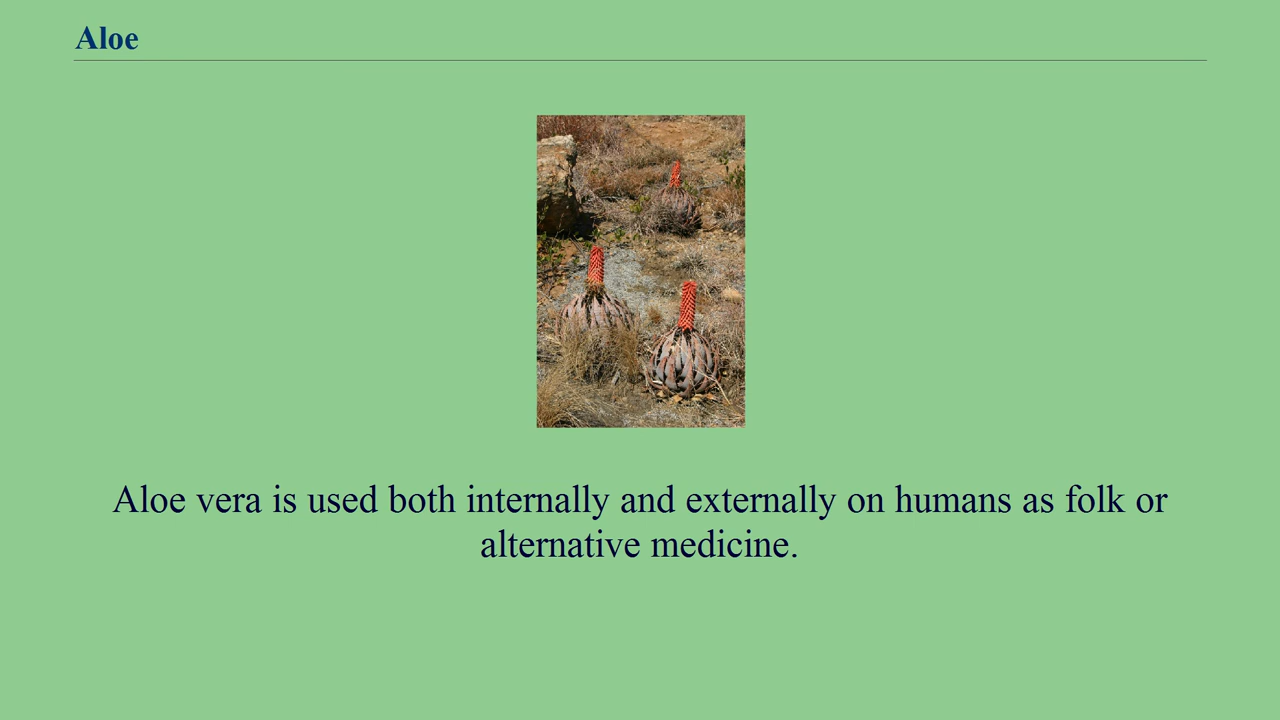 Aloe
Aloe vera is used both internally and externally on humans as folk or
alternative medicine.